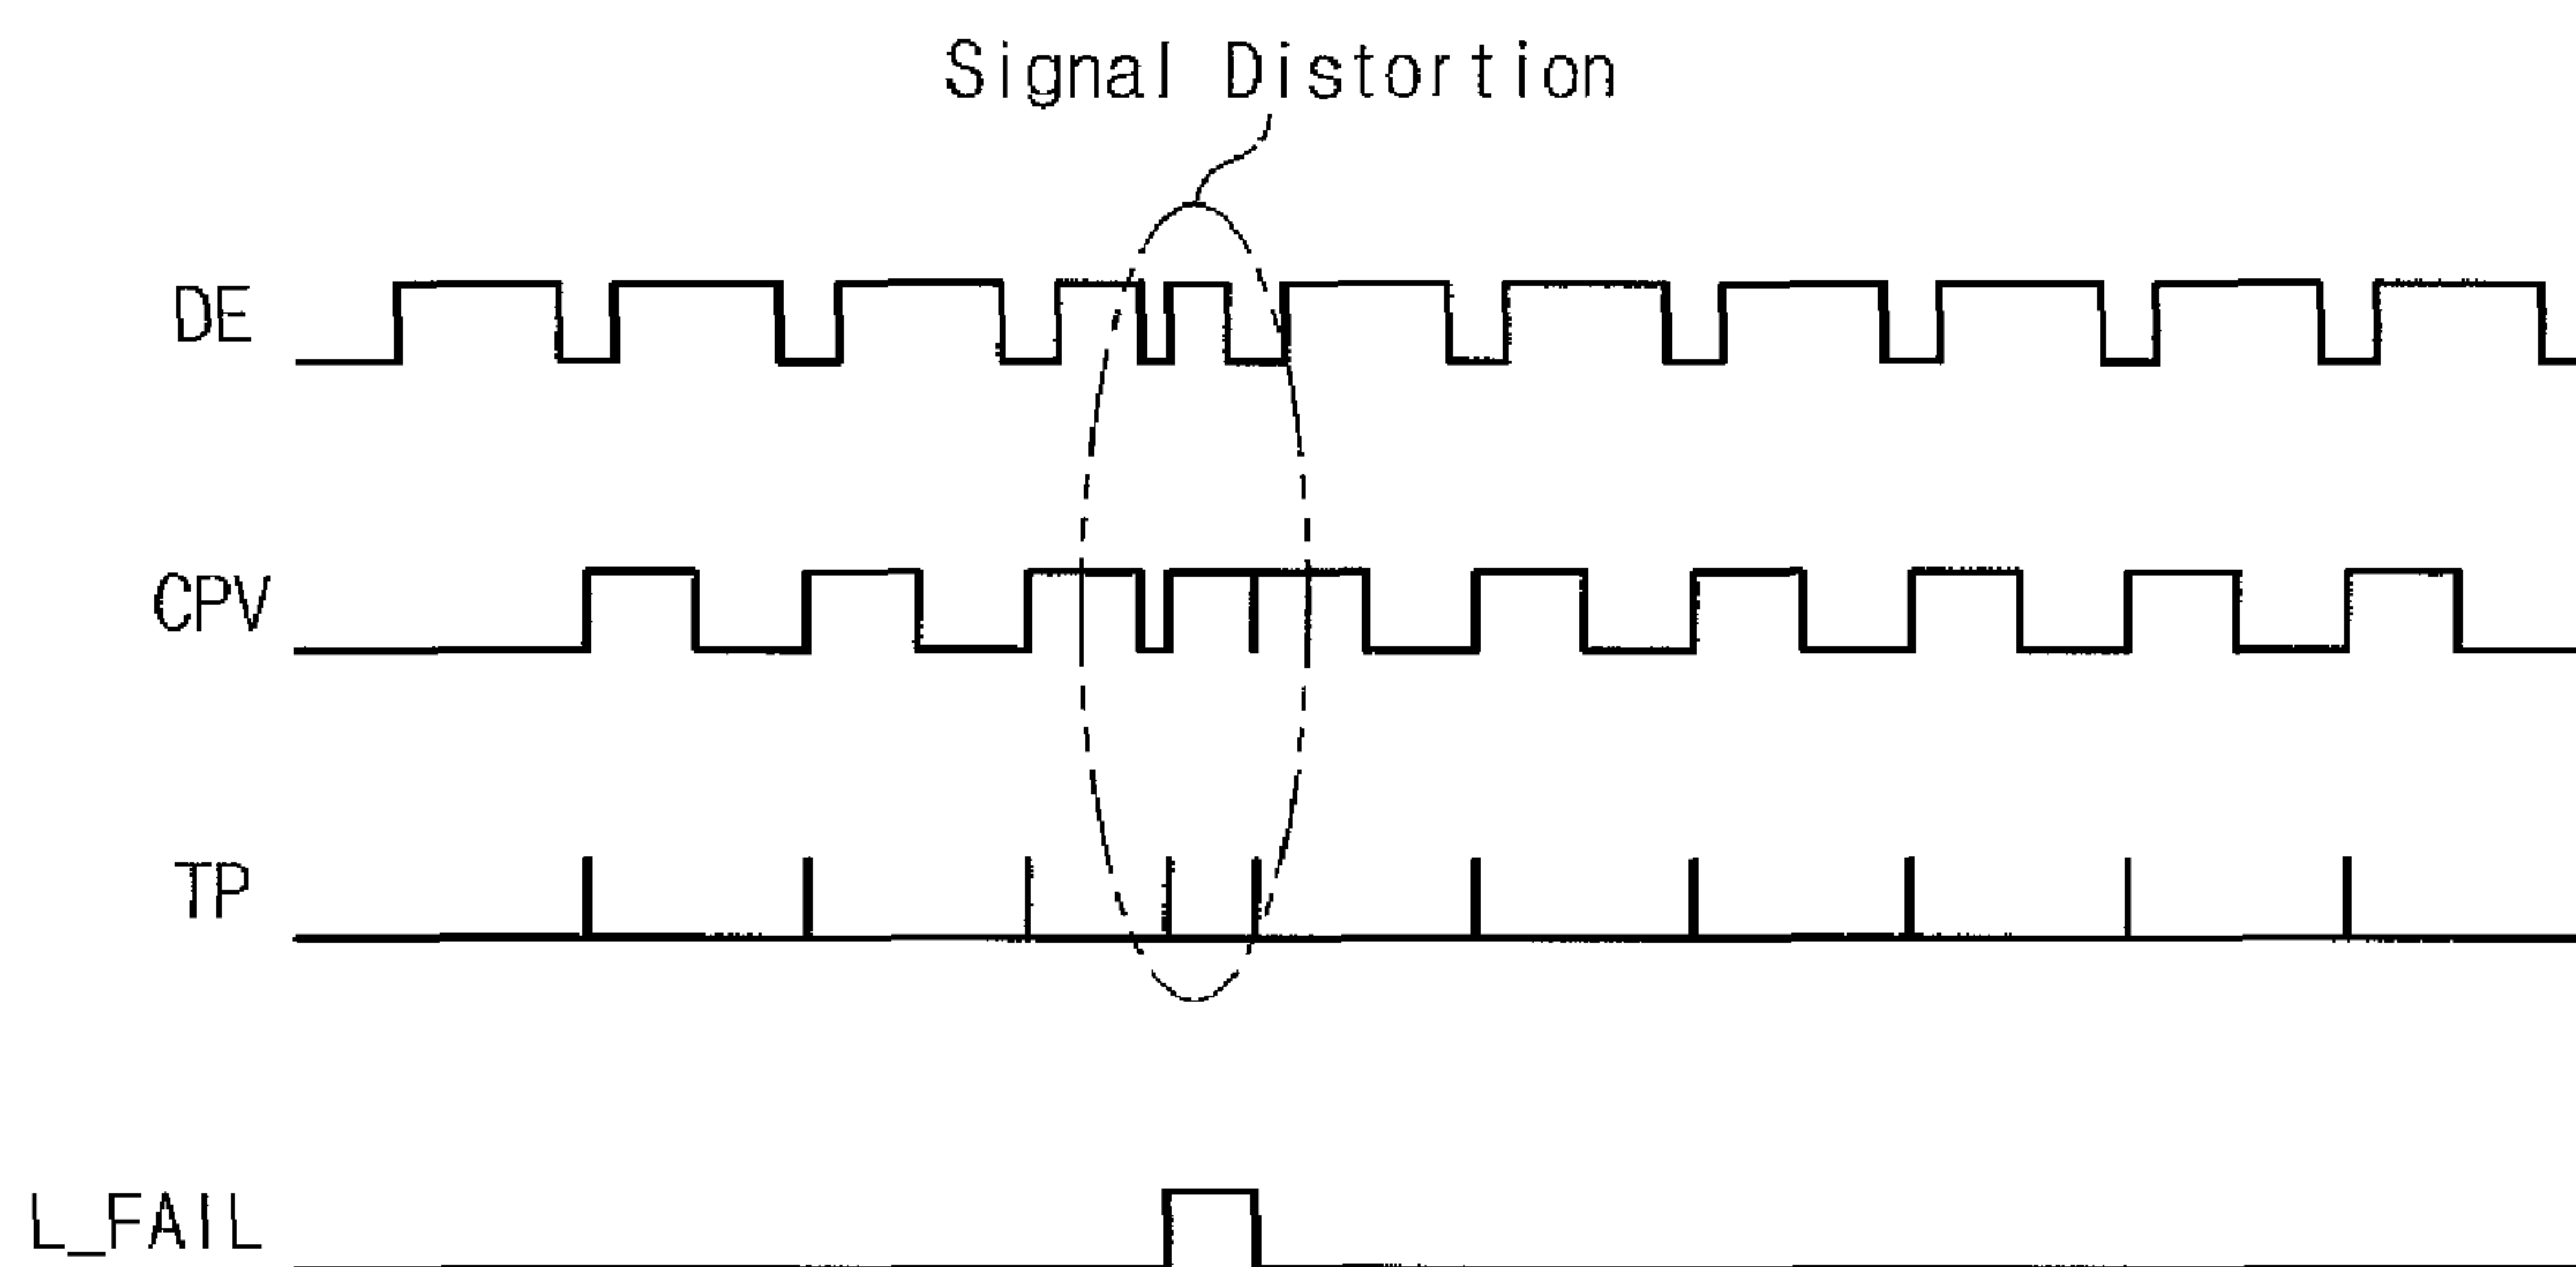 Signal Distortion
DE
CPV
TP
L_FAIL